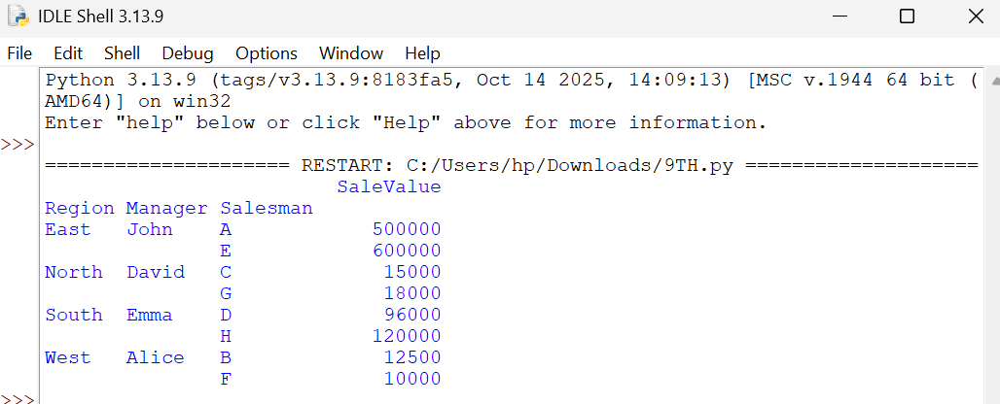 IDLE Shell 3.13.9
File Edit Shell Debug Options Window Help
Python 3.13.9 (tags/v3.13.9:8183fa5, Oct 14 2025, 14:09:13) [MSC v.1944 64 bit (
AMD64)] on win32
Enter "help" below or click "Help" above for more information.
>>>
===================== RESTART: C:/Users/hp/Downloads/9TH.py ====================
                         SaleValue
Region Manager Salesman
East   John    A            500000
               E            600000
North  David   C             15000
               G             18000
South  Emma    D             96000
               H            120000
West   Alice   B             12500
               F             10000
>>>